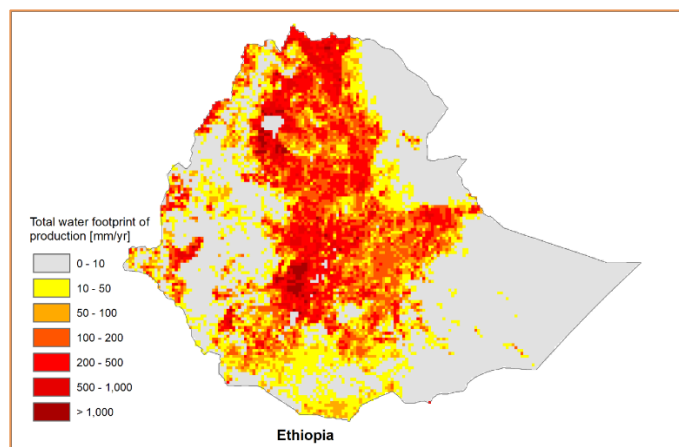 Total water footprint of
production [mm/yr]
0 - 10
10 - 50
50 - 100
100 - 200
200 - 500
500 - 1,000
> 1,000
Ethiopia